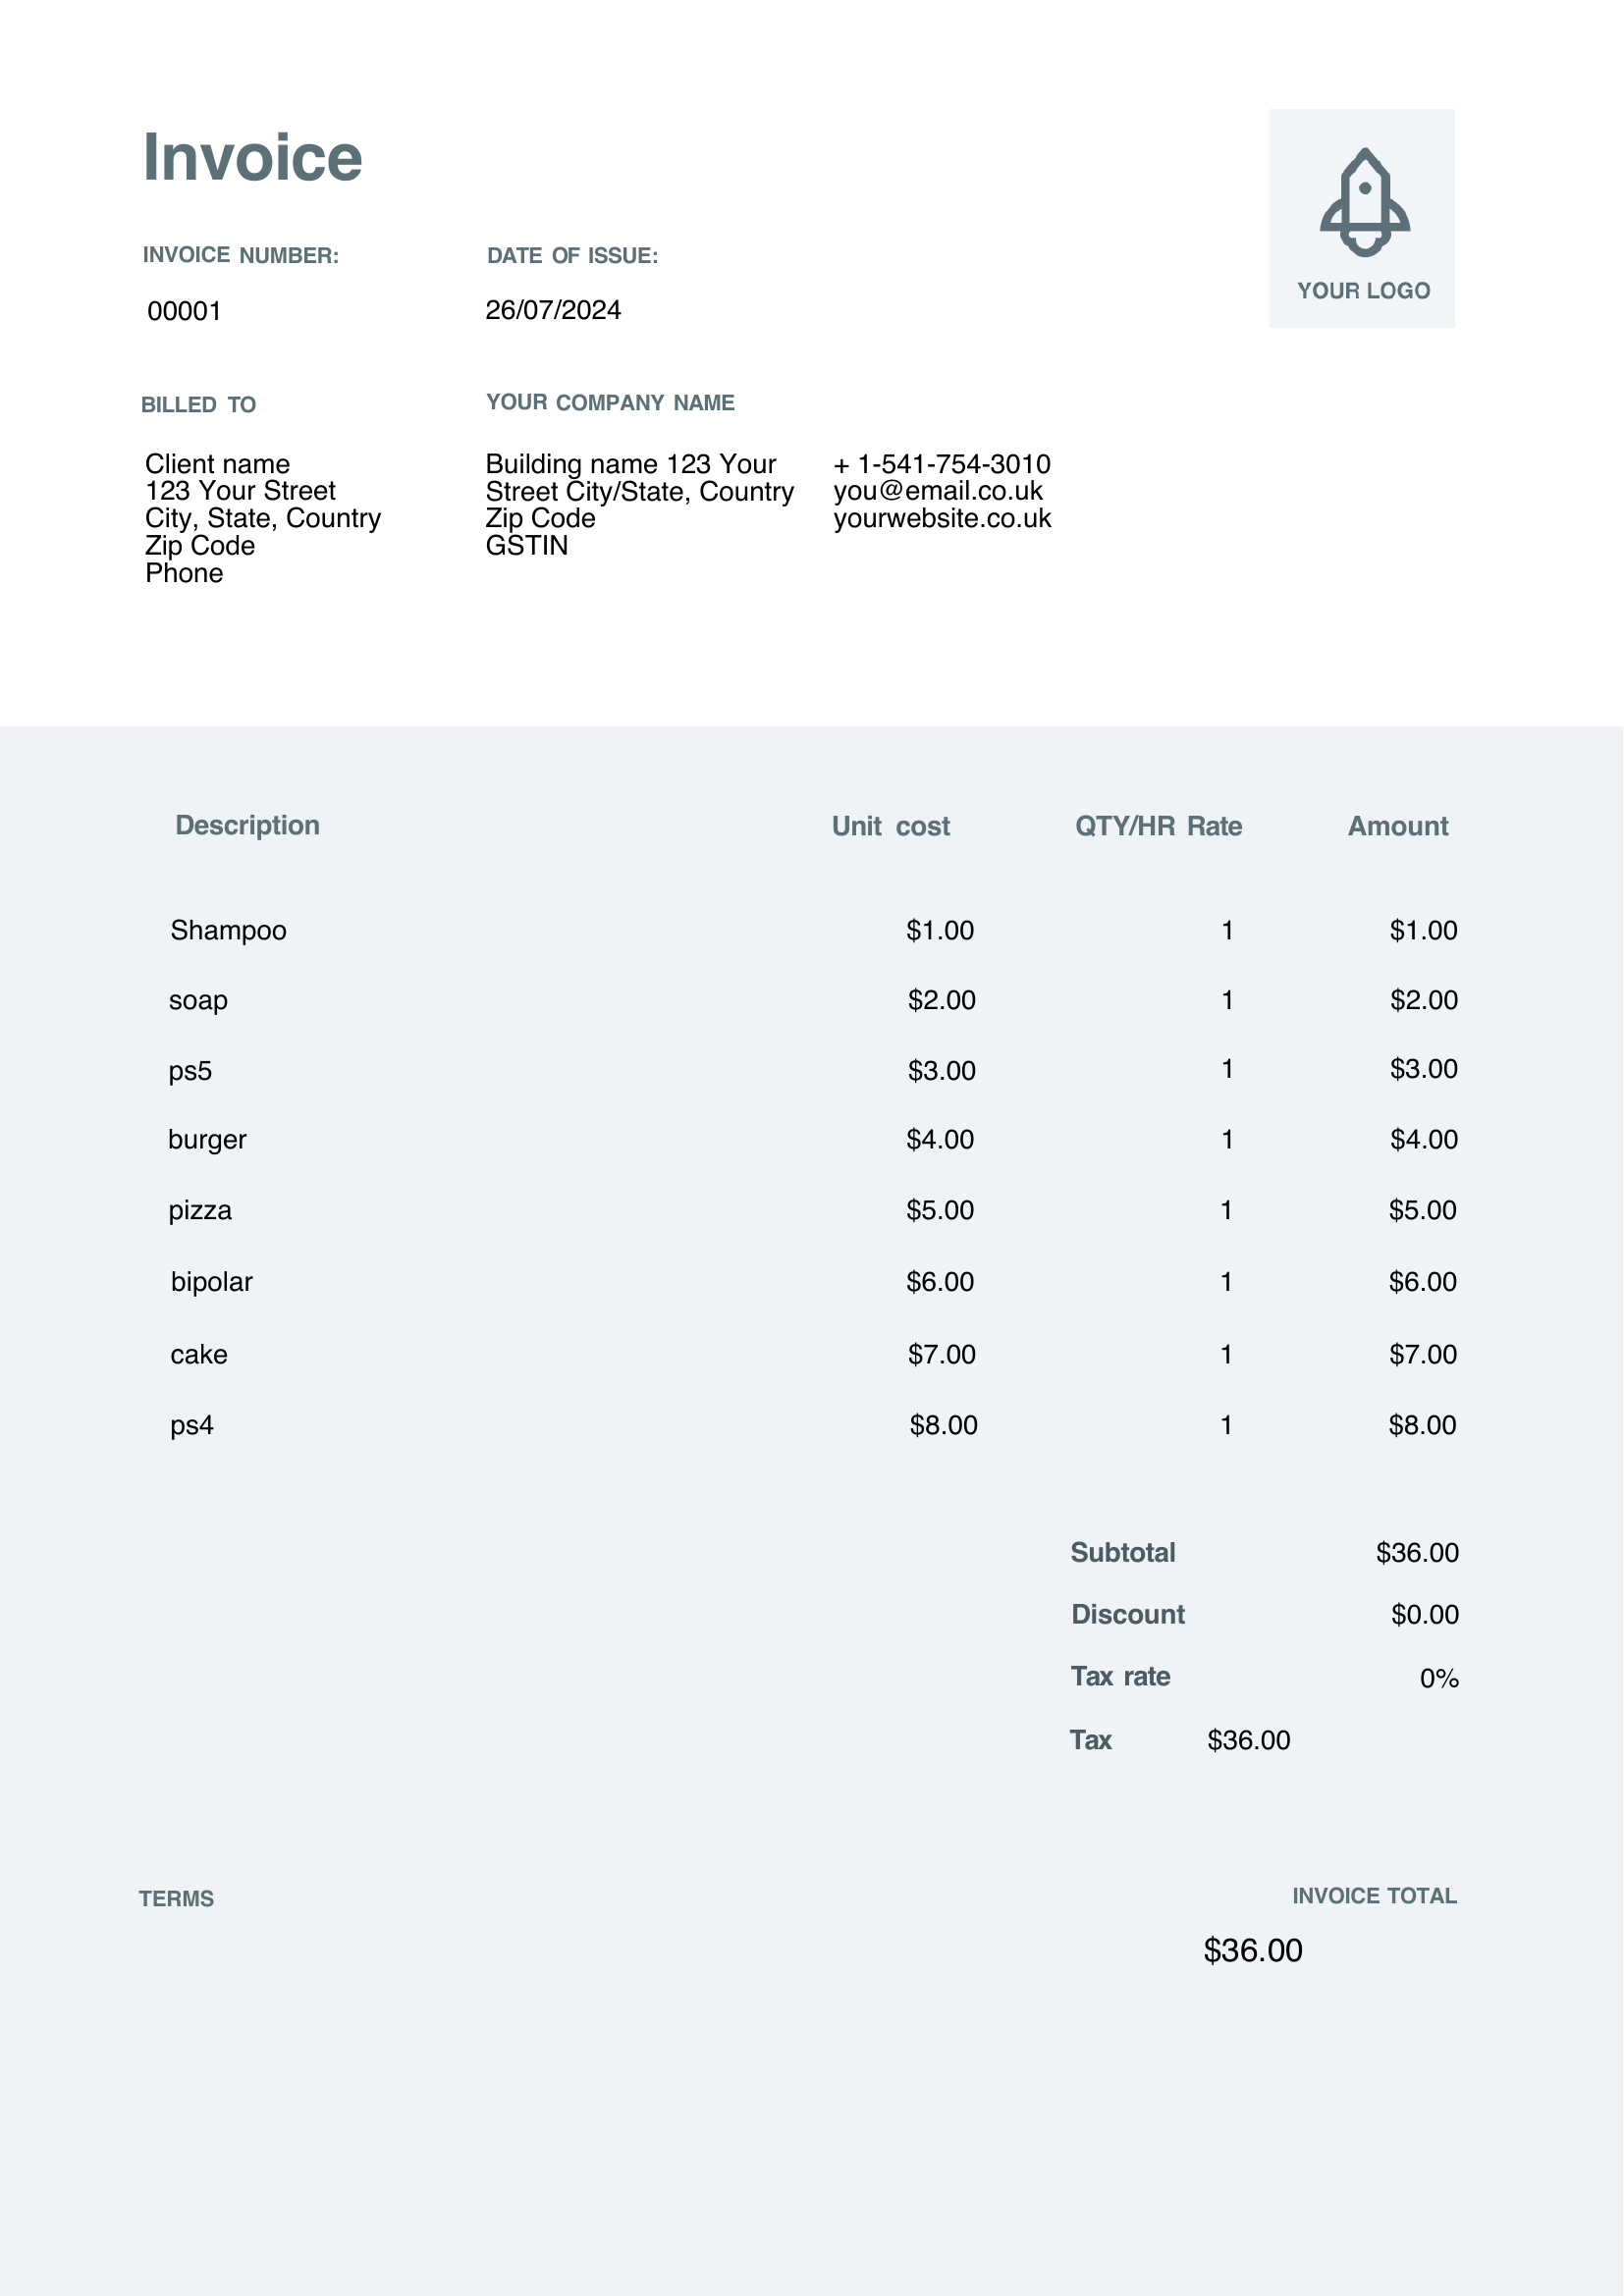 Invoice
YOUR LOGO
INVOICE NUMBER: DATE OF ISSUE:
00001 26/07/2024
BILLED TO YOUR COMPANY NAME
Client name Building name 123 Your + 1-541-754-3010
123 Your Street Street City/State, Country you@email.co.uk
City, State, Country Zip Code yourwebsite.co.uk
Zip Code GSTIN
Phone
Description Unit cost QTY/HR Rate Amount
Shampoo $1.00 1 $1.00
soap $2.00 1 $2.00
ps5 $3.00 1 $3.00
burger $4.00 1 $4.00
pizza $5.00 1 $5.00
bipolar $6.00 1 $6.00
cake $7.00 1 $7.00
ps4 $8.00 1 $8.00
Subtotal $36.00
Discount $0.00
Tax rate 0%
Tax $36.00
TERMS INVOICE TOTAL
$36.00